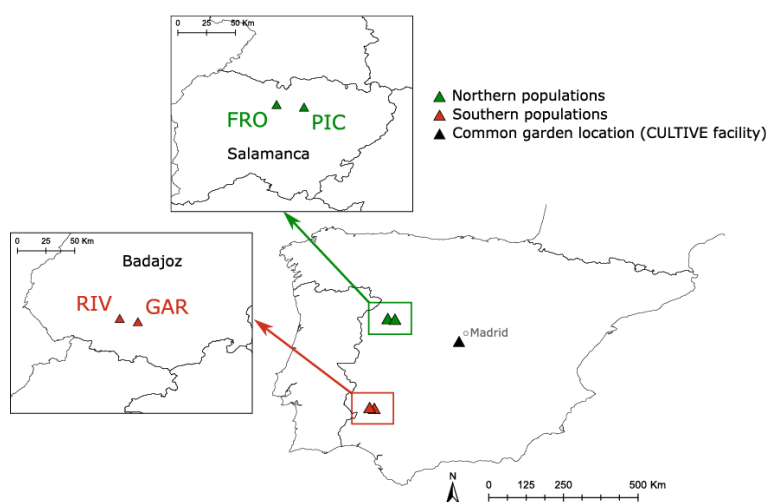 0 25 50 Km
FRO
PIC
Salamanca
Northern populations
Southern populations
Common garden location (CULTIVE facility)
0 25 50 Km
Badajoz
RIV
GAR
Madrid
N
0 125 250 500 Km